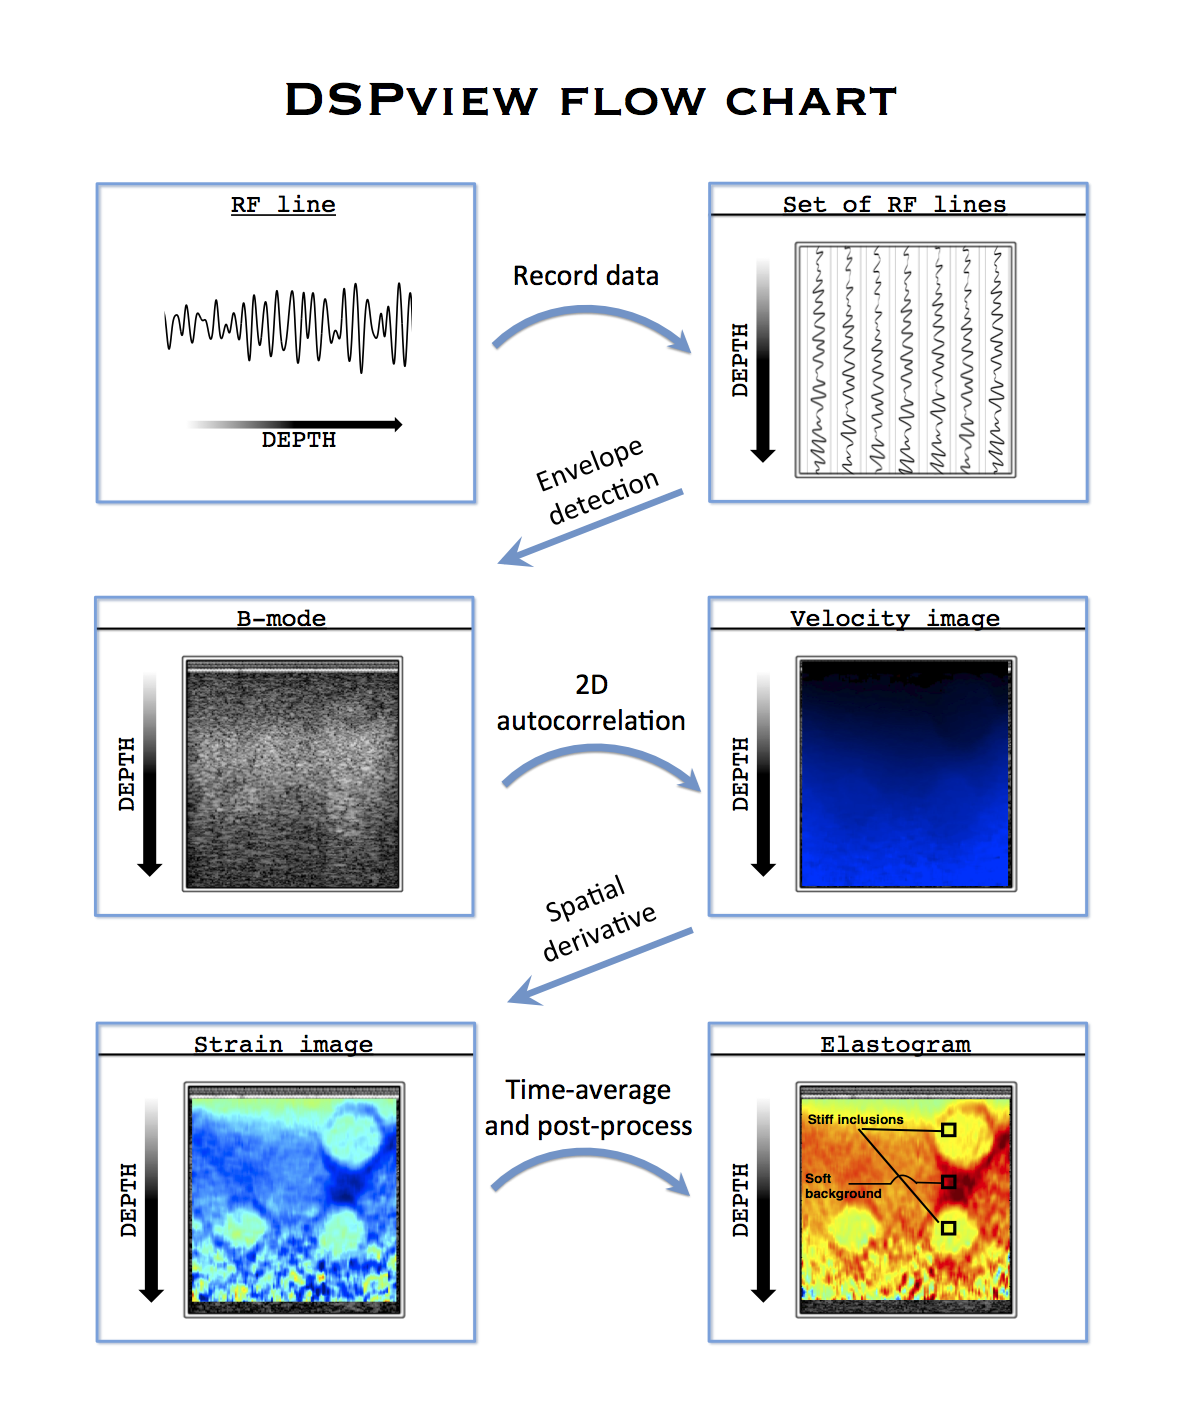 DSPVIEW FLOW CHART
RF line
DEPTH
Record data
Set of RF lines
DEPTH
Envelope
detection
B-mode
DEPTH
2D
autocorrelation
Velocity image
DEPTH
Spatial
derivative
Strain image
DEPTH
Time-average
and post-process
Elastogram
DEPTH
Stiff inclusions
Soft
background